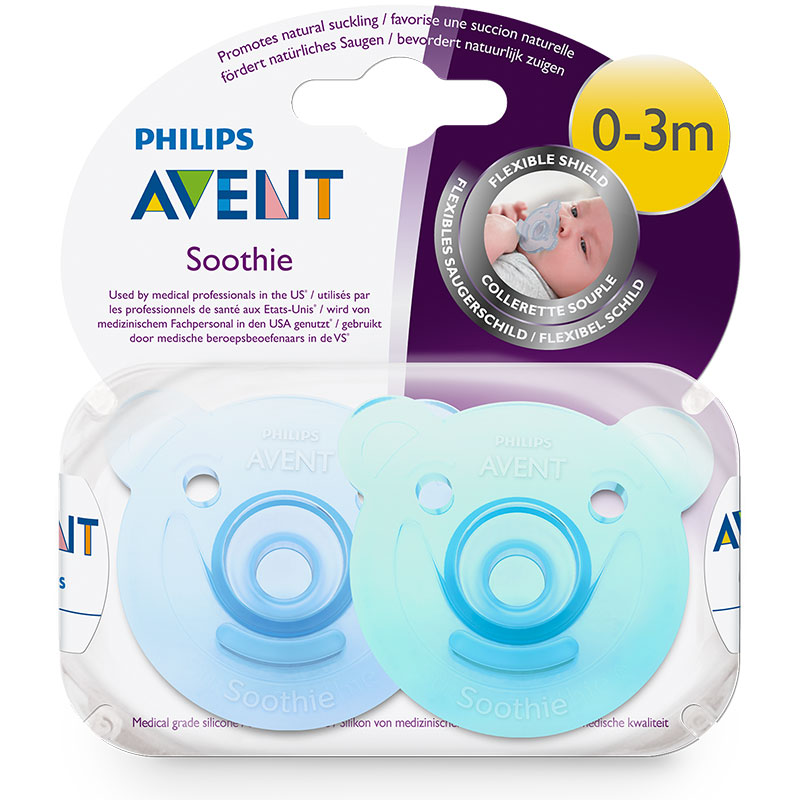 Promotes natural suckling / favorise une succion naturelle
fördert natürliches Saugen / bevordert natuurlijk zuigen
0-3m
PHILIPS
AVENT
Soothie
FLEXIBLE SHIELD
COLLERETTE SOUPLE
FLEXIBLES SAUGERSCHILD / FLEXIBEL SCHILD
Used by medical professionals in the US* / utilisés par
les professionnels de santé aux Etats-Unis* / wird von
medizinischem Fachpersonal in den USA genutzt* / gebruikt
door medische beroepsbeoefenaars in de VS*
PHILIPS
AVENT
Soothie
PHILIPS
AVENT
Soothie
NT
s
A
Medical grade silicone
Silikon von medizinisc
dische kwaliteit